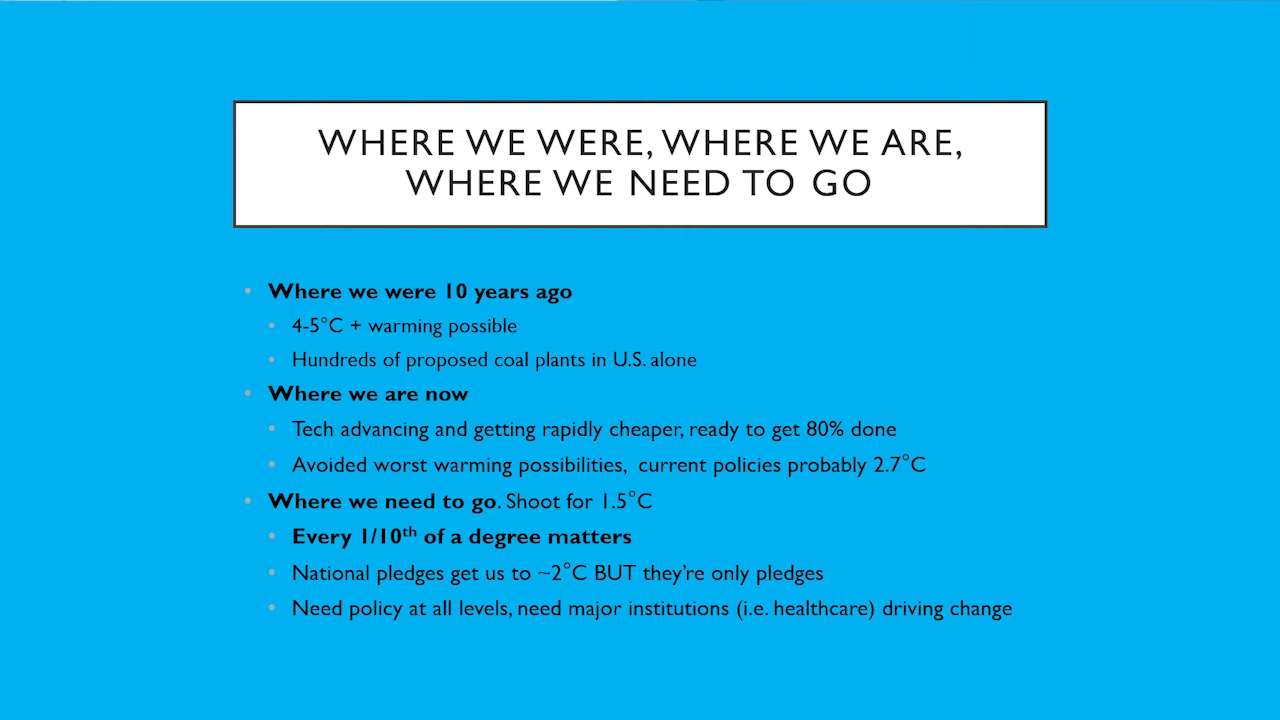 WHERE WE WERE, WHERE WE ARE,
WHERE WE NEED TO GO
• Where we were 10 years ago
• 4-5°C + warming possible
• Hundreds of proposed coal plants in U.S. alone
• Where we are now
• Tech advancing and getting rapidly cheaper, ready to get 80% done
• Avoided worst warming possibilities, current policies probably 2.7°C
• Where we need to go. Shoot for 1.5°C
• Every 1/10th of a degree matters
• National pledges get us to ~2°C BUT they're only pledges
• Need policy at all levels, need major institutions (i.e. healthcare) driving change